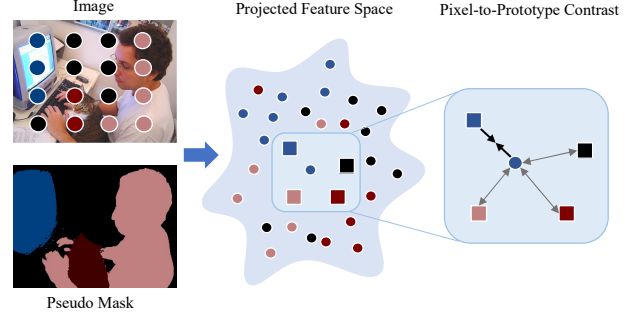 Image
Projected Feature Space
Pixel-to-Prototype Contrast
Pseudo Mask